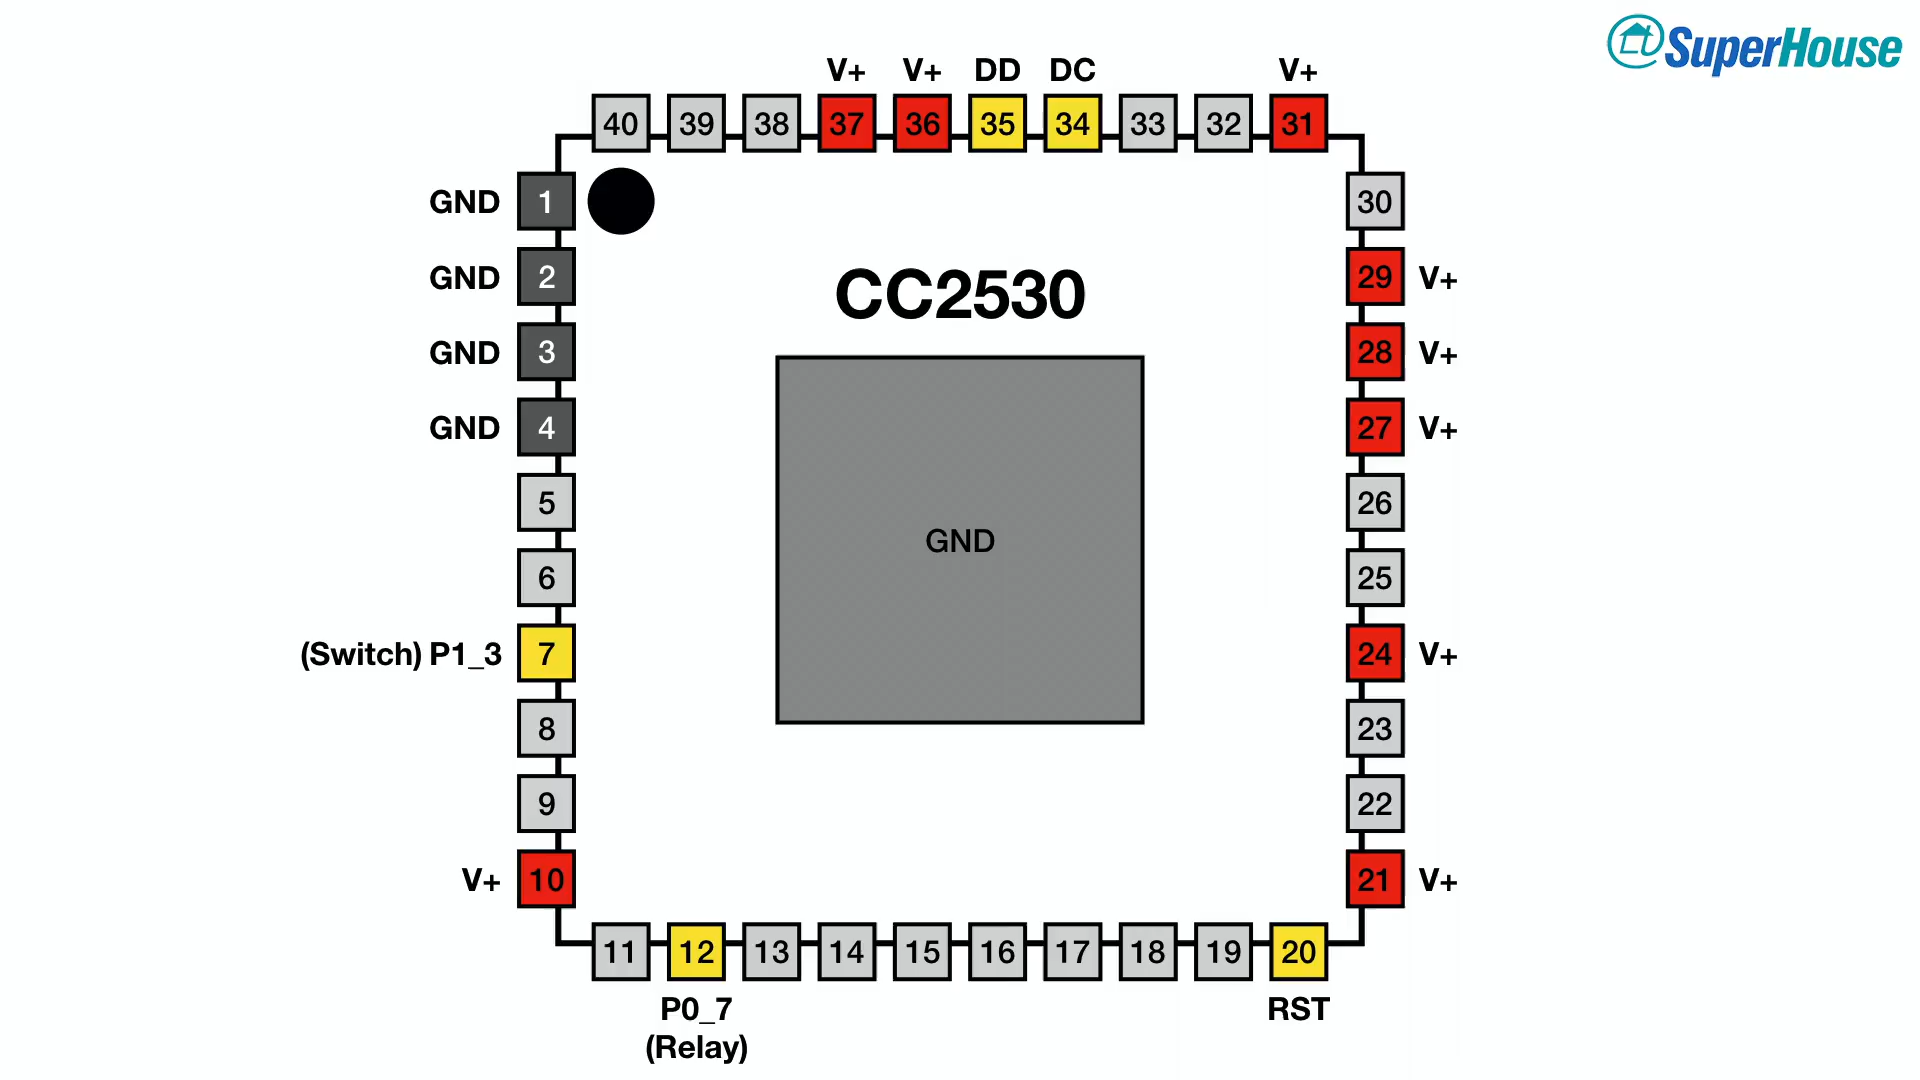 SuperHouse
V+ V+ DD DC V+
40 39 38 37 36 35 34 33 32 31
GND 1 30
GND 2 29 V+
CC2530
GND 3 28 V+
GND 4 27 V+
5 26
GND
6 25
(Switch) P1_3 7 24 V+
8 23
9 22
V+ 10 21 V+
11 12 13 14 15 16 17 18 19 20
P0_7 RST
(Relay)